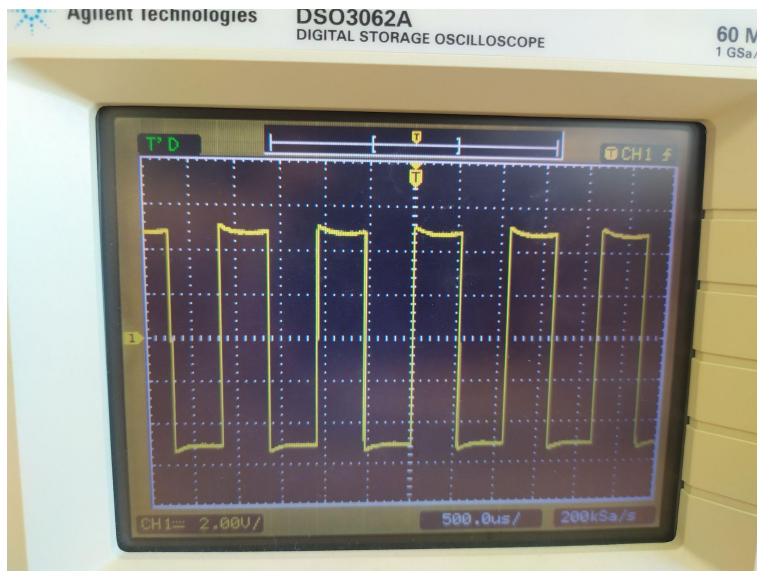 Agilent Technologies
DSO3062A
DIGITAL STORAGE OSCILLOSCOPE
60 M
1 GSa/
T'D
T
T CH1
T
1
CH1 2.00V/
500.0us/
200kSa/s